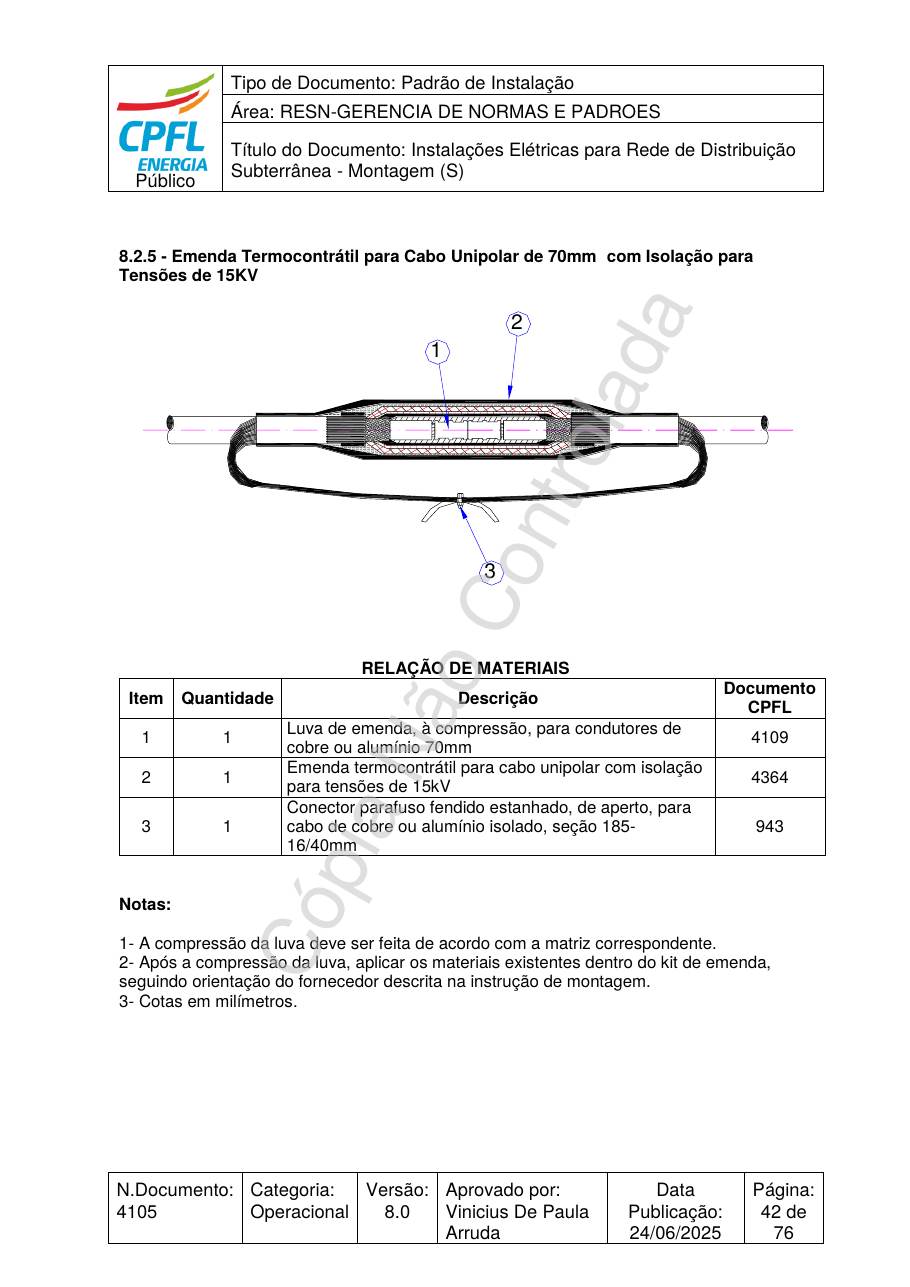 CPFL
ENERGIA
Público
Tipo de Documento: Padrão de Instalação
Área: RESN-GERENCIA DE NORMAS E PADROES
Título do Documento: Instalações Elétricas para Rede de Distribuição
Subterrânea - Montagem (S)
8.2.5 - Emenda Termocontrátil para Cabo Unipolar de 70mm  com Isolação para
Tensões de 15KV
2
1
3
Cópia Não Controlada
RELAÇÃO DE MATERIAIS
Item Quantidade Descrição Documento
CPFL
1 1 Luva de emenda, à compressão, para condutores de
cobre ou alumínio 70mm 4109
2 1 Emenda termocontrátil para cabo unipolar com isolação
para tensões de 15kV 4364
3 1 Conector parafuso fendido estanhado, de aperto, para
cabo de cobre ou alumínio isolado, seção 185- 943
16/40mm
Notas:
1- A compressão da luva deve ser feita de acordo com a matriz correspondente.
2- Após a compressão da luva, aplicar os materiais existentes dentro do kit de emenda,
seguindo orientação do fornecedor descrita na instrução de montagem.
3- Cotas em milímetros.
N.Documento: Categoria: Versão: Aprovado por: Data Página:
4105 Operacional 8.0 Vinicius De Paula Publicação: 42 de
Arruda 24/06/2025 76